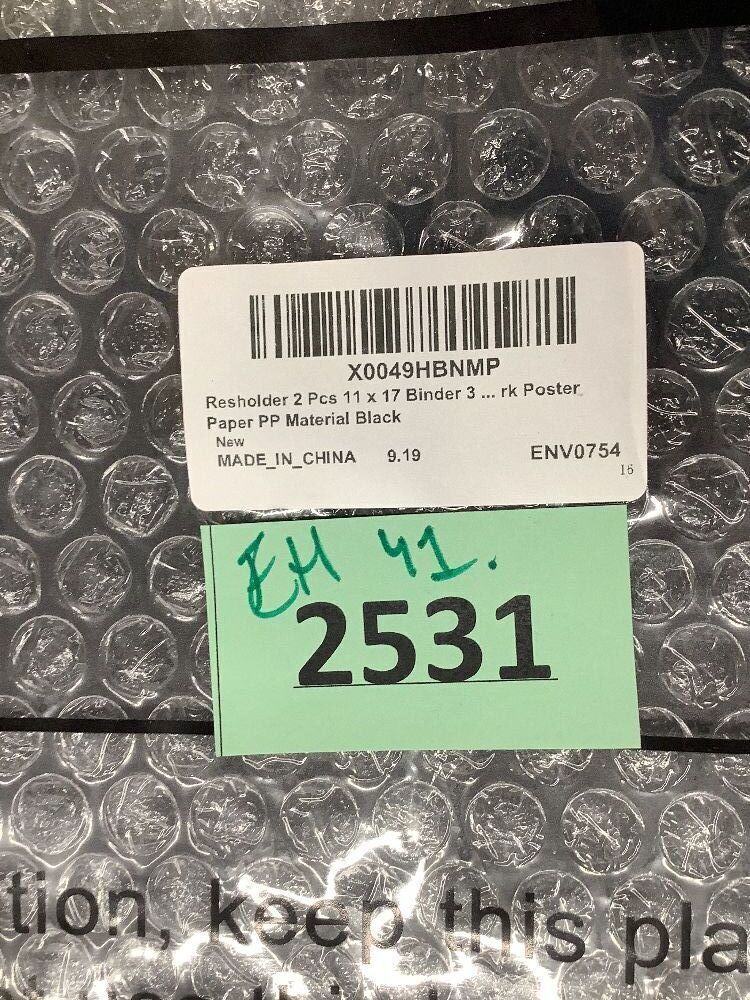 X0049HBNMP
Resholder 2 Pcs 11 x 17 Binder 3 ... rk Poster
Paper PP Material Black
New
MADE_IN_CHINA 9.19 ENV0754
16
EH 41.
2531
tion, keep this pla